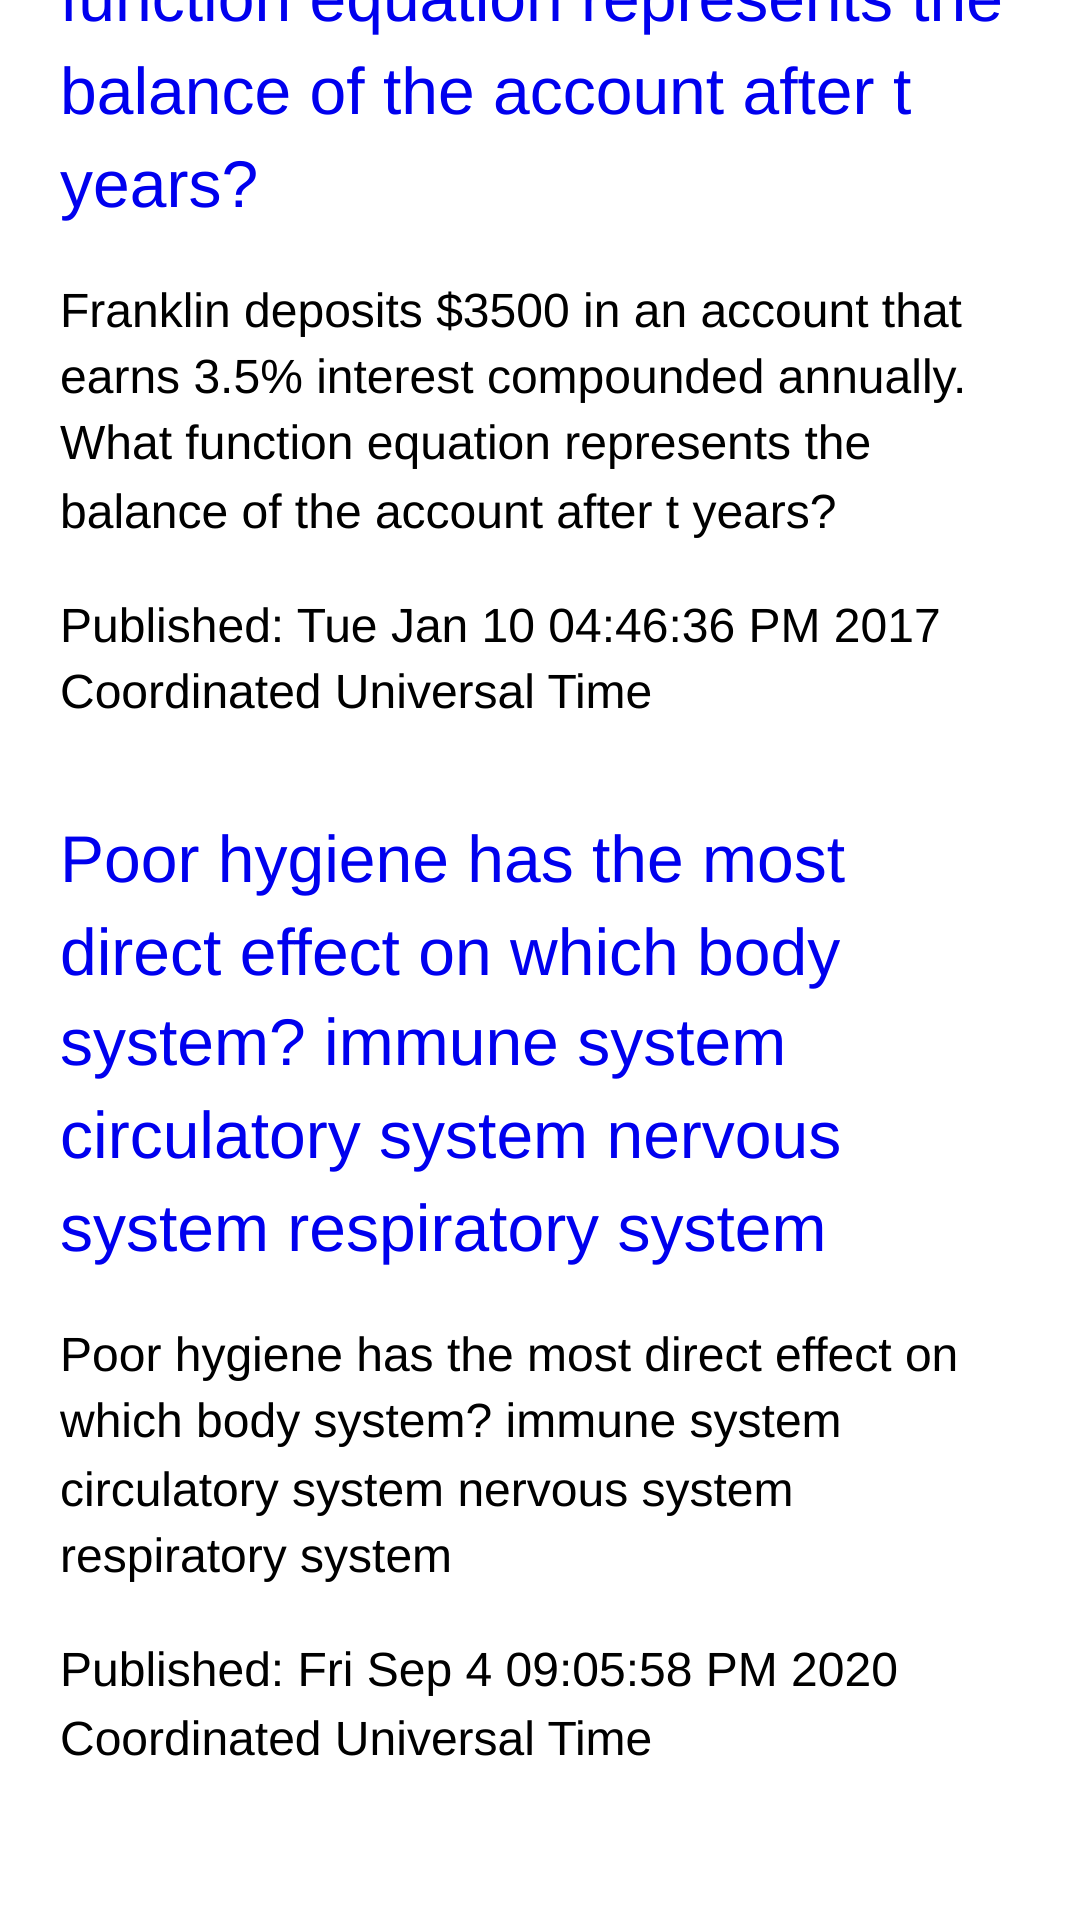 function equation represents the
balance of the account after t
years?
Franklin deposits $3500 in an account that
earns 3.5% interest compounded annually.
What function equation represents the
balance of the account after t years?
Published: Tue Jan 10 04:46:36 PM 2017
Coordinated Universal Time
Poor hygiene has the most
direct effect on which body
system? immune system
circulatory system nervous
system respiratory system
Poor hygiene has the most direct effect on
which body system? immune system
circulatory system nervous system
respiratory system
Published: Fri Sep 4 09:05:58 PM 2020
Coordinated Universal Time